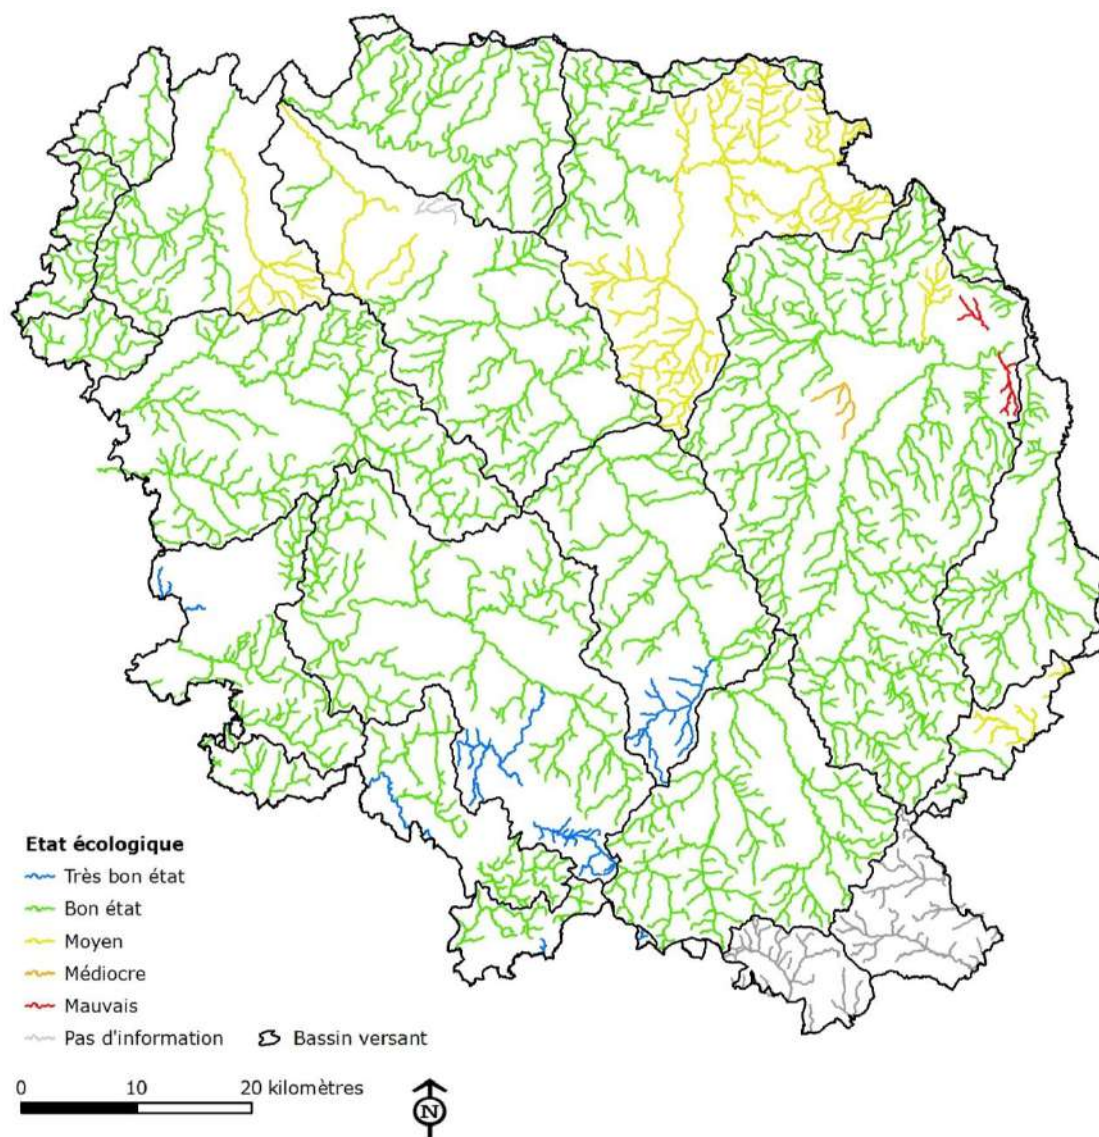 Etat écologique
Très bon état
Bon état
Moyen
Médiocre
Mauvais
Pas d'information
Bassin versant
0 10 20 kilomètres
N